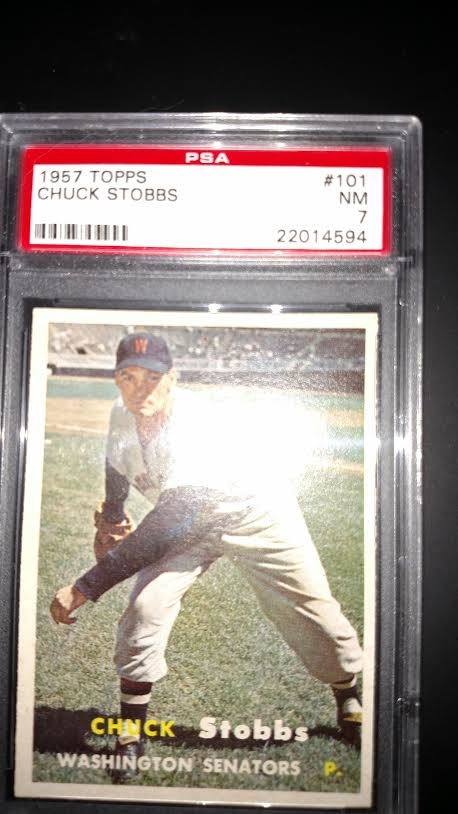 PSA
1957 TOPPS #101
CHUCK STOBBS NM
7
22014594
W
CHUCK Stobbs
WASHINGTON SENATORS P.